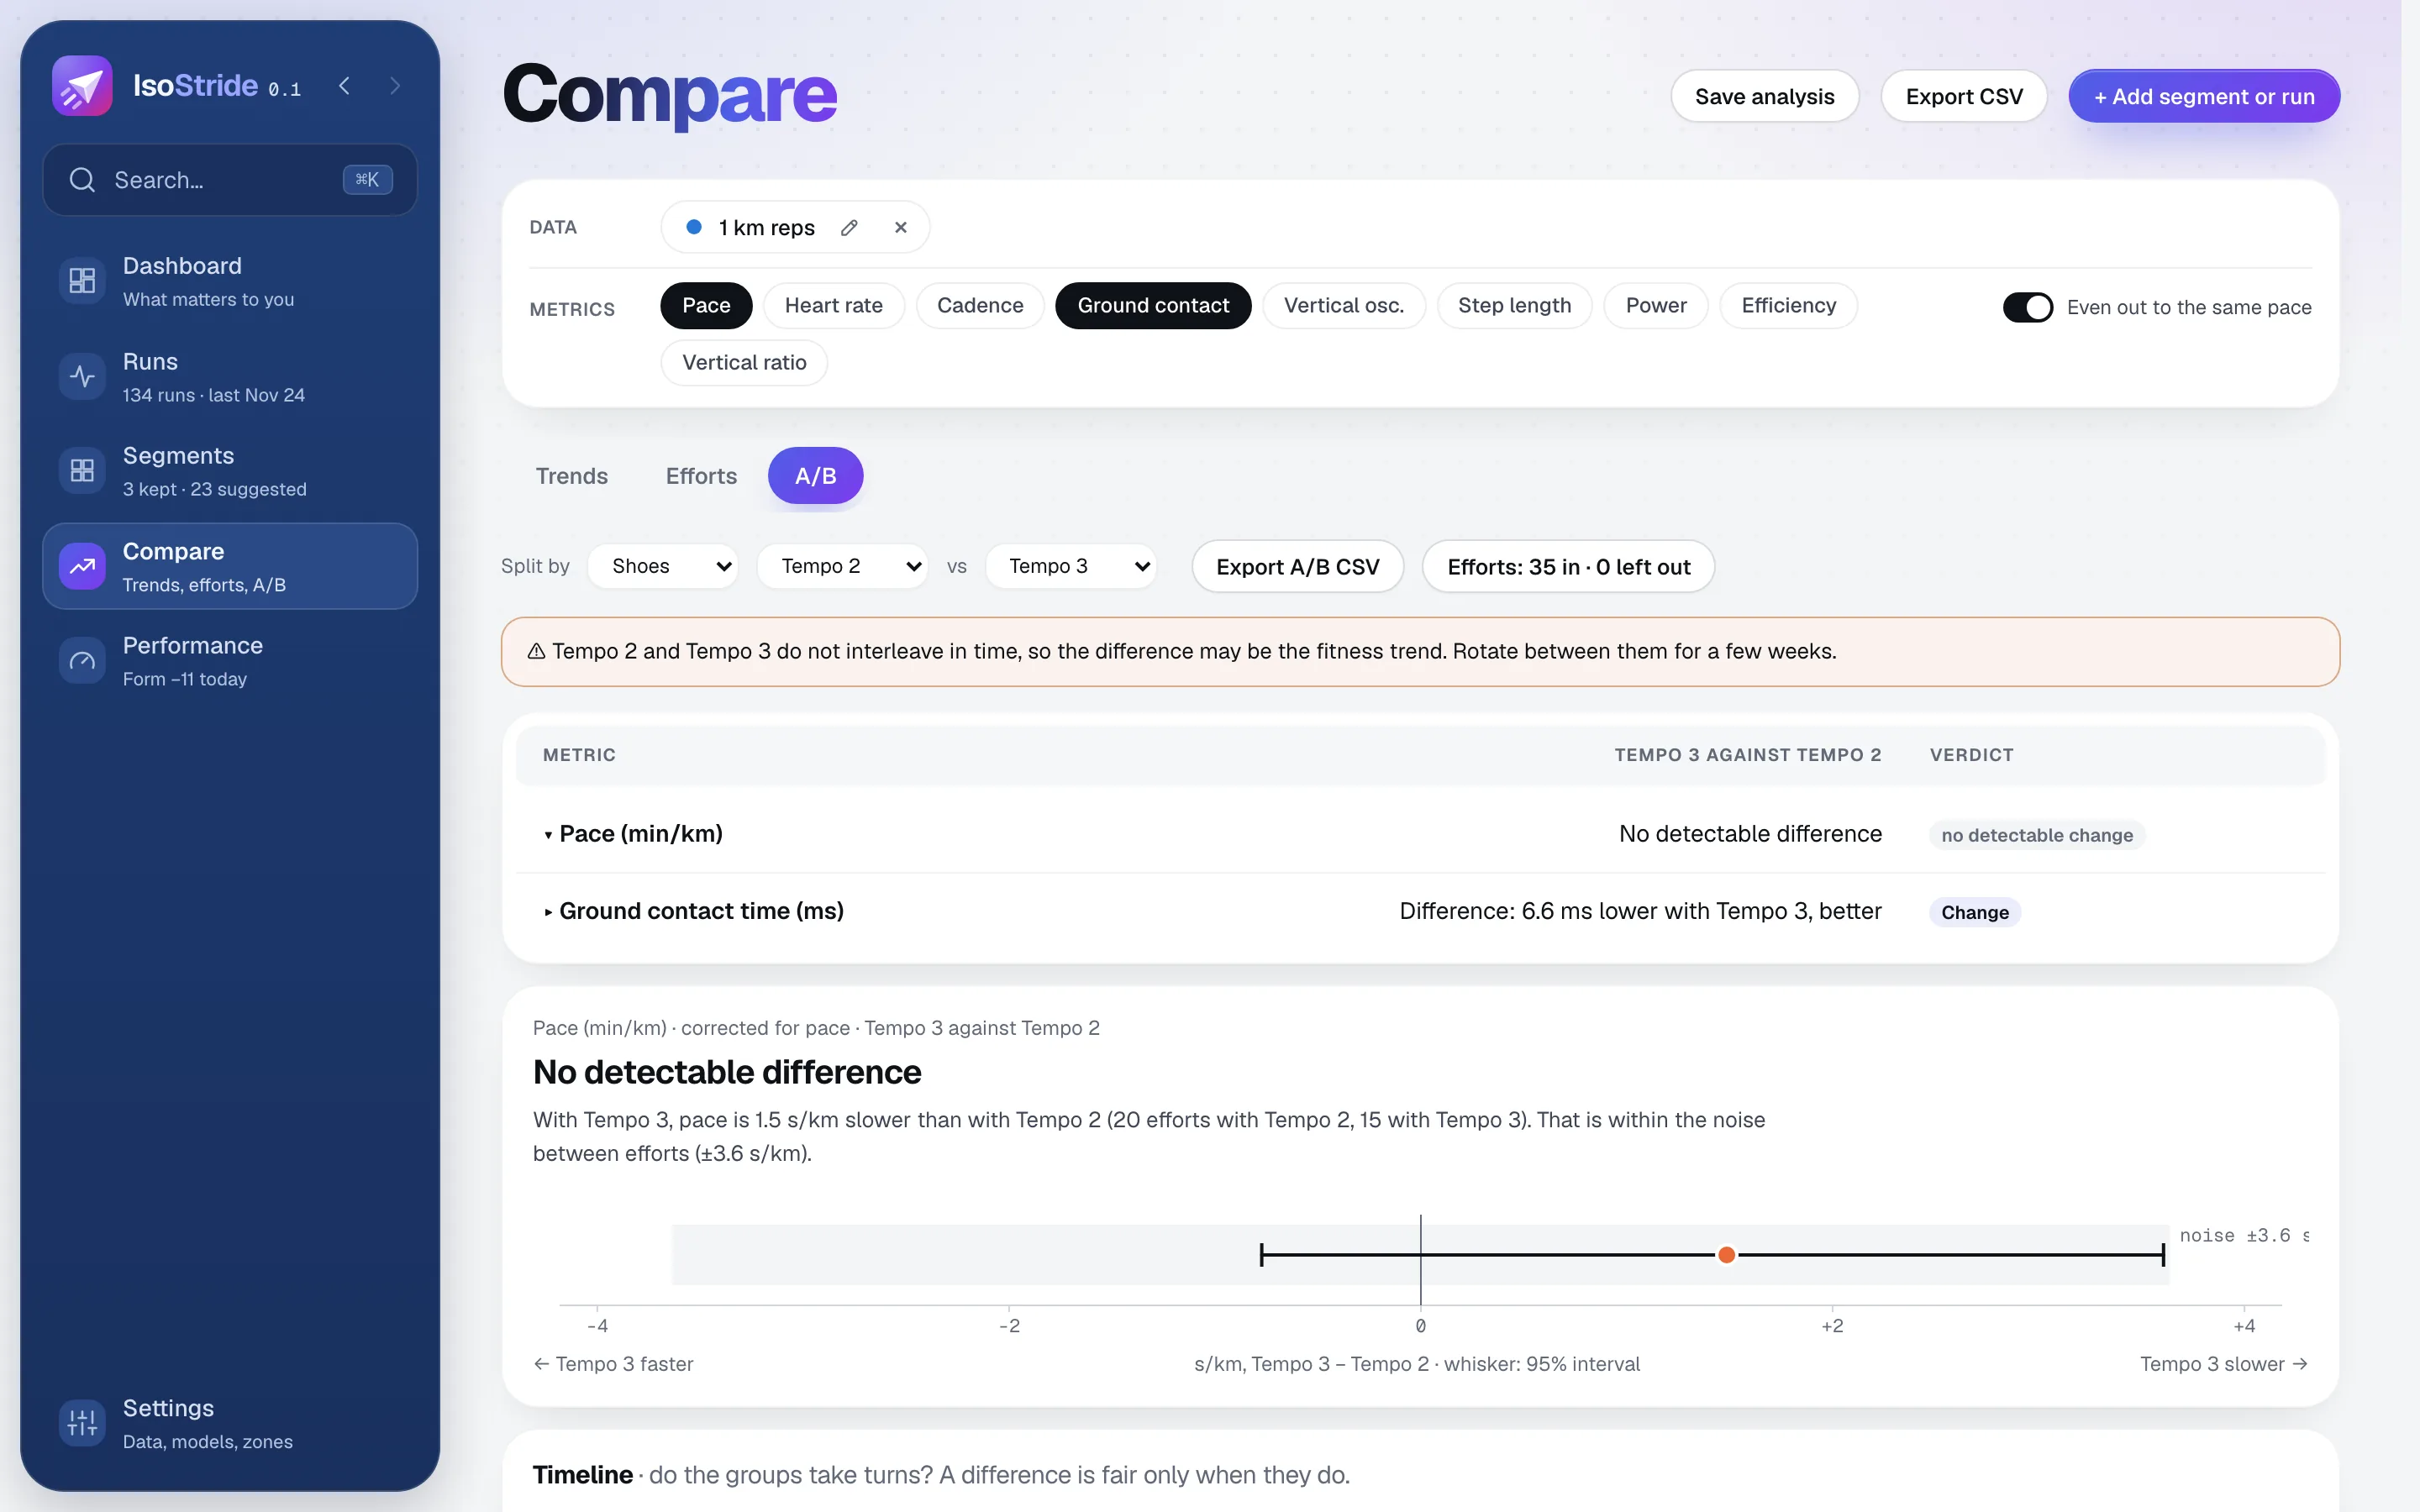 IsoStride 0.1
Search…
⌘K
Dashboard
What matters to you
Runs
134 runs · last Nov 24
Segments
3 kept · 23 suggested
Compare
Trends, efforts, A/B
Performance
Form −11 today
Settings
Data, models, zones
Compare
Save analysis
Export CSV
+ Add segment or run
DATA
1 km reps
METRICS
Pace
Heart rate
Cadence
Ground contact
Vertical osc.
Step length
Power
Efficiency
Vertical ratio
Even out to the same pace
Trends
Efforts
A/B
Split by
Shoes
Tempo 2
vs
Tempo 3
Export A/B CSV
Efforts: 35 in · 0 left out
⚠ Tempo 2 and Tempo 3 do not interleave in time, so the difference may be the fitness trend. Rotate between them for a few weeks.
METRIC
TEMPO 3 AGAINST TEMPO 2
VERDICT
Pace (min/km)
No detectable difference
no detectable change
Ground contact time (ms)
Difference: 6.6 ms lower with Tempo 3, better
Change
Pace (min/km) · corrected for pace · Tempo 3 against Tempo 2
No detectable difference
With Tempo 3, pace is 1.5 s/km slower than with Tempo 2 (20 efforts with Tempo 2, 15 with Tempo 3). That is within the noise
between efforts (±3.6 s/km).
noise ±3.6 s
-4
-2
0
+2
+4
← Tempo 3 faster
s/km, Tempo 3 − Tempo 2 · whisker: 95% interval
Tempo 3 slower →
Timeline · do the groups take turns? A difference is fair only when they do.